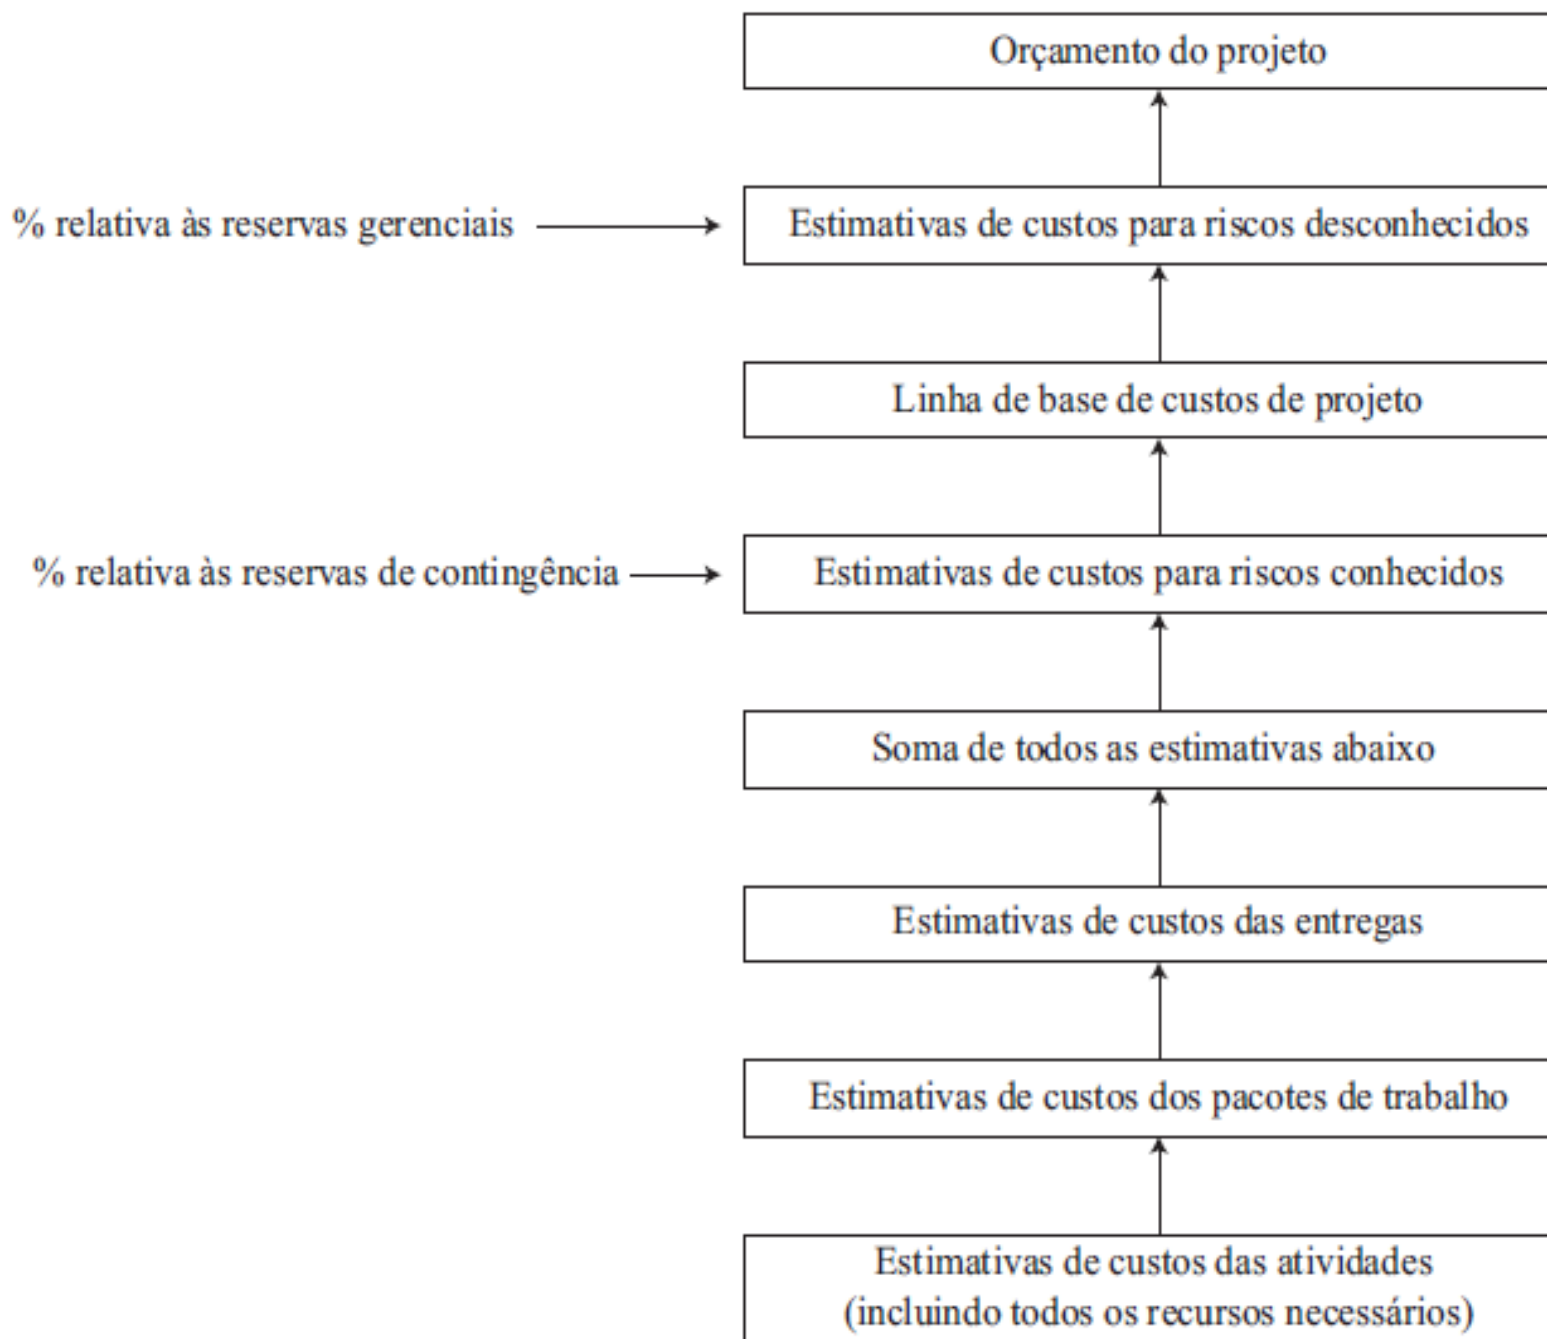 Orçamento do projeto
% relativa às reservas gerenciais
Estimativas de custos para riscos desconhecidos
Linha de base de custos de projeto
% relativa às reservas de contingência
Estimativas de custos para riscos conhecidos
Soma de todos as estimativas abaixo
Estimativas de custos das entregas
Estimativas de custos dos pacotes de trabalho
Estimativas de custos das atividades
(incluindo todos os recursos necessários)